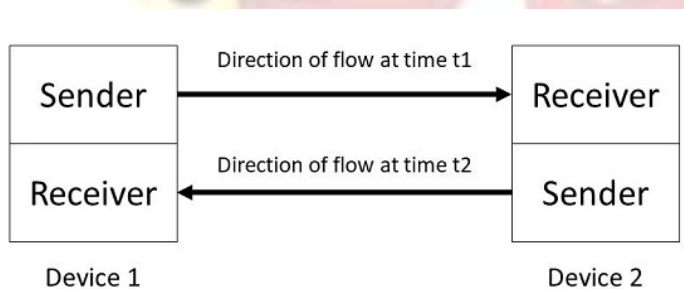 Direction of flow at time t1
Sender
Receiver
Direction of flow at time t2
Receiver
Sender
Device 1
Device 2